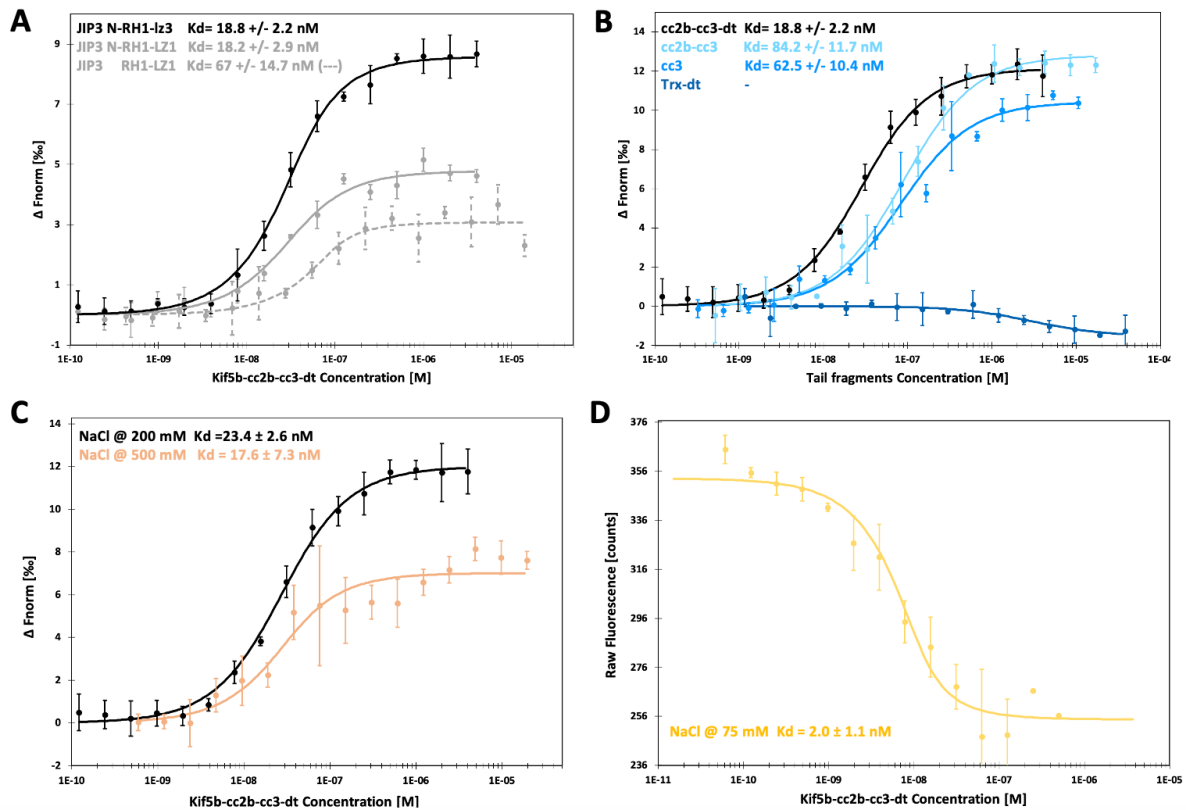 A
JIP3 N-RH1-lz3 Kd= 18.8 +/- 2.2 nM
JIP3 N-RH1-LZ1 Kd= 18.2 +/- 2.9 nM
JIP3 RH1-LZ1 Kd= 67 +/- 14.7 nM (---)
9
7
5
3
1
-1
Δ Fnorm [‰]
1E-10 1E-09 1E-08 1E-07 1E-06 1E-05
Kif5b-cc2b-cc3-dt Concentration [M]
B
cc2b-cc3-dt Kd= 18.8 +/- 2.2 nM
cc2b-cc3 Kd= 84.2 +/- 11.7 nM
cc3 Kd= 62.5 +/- 10.4 nM
Trx-dt -
14
12
10
8
6
4
2
0
-2
Δ Fnorm [‰]
1E-10 1E-09 1E-08 1E-07 1E-06 1E-05 1E-04
Tail fragments Concentration [M]
C
NaCl @ 200 mM Kd =23.4 ± 2.6 nM
NaCl @ 500 mM Kd = 17.6 ± 7.3 nM
14
12
10
8
6
4
2
0
-2
Δ Fnorm [‰]
1E-10 1E-09 1E-08 1E-07 1E-06 1E-05
Kif5b-cc2b-cc3-dt Concentration [M]
D
376
356
336
316
296
276
256
236
Raw Fluorescence [counts]
NaCl @ 75 mM Kd = 2.0 ± 1.1 nM
1E-11 1E-10 1E-09 1E-08 1E-07 1E-06 1E-05
Kif5b-cc2b-cc3-dt Concentration [M]